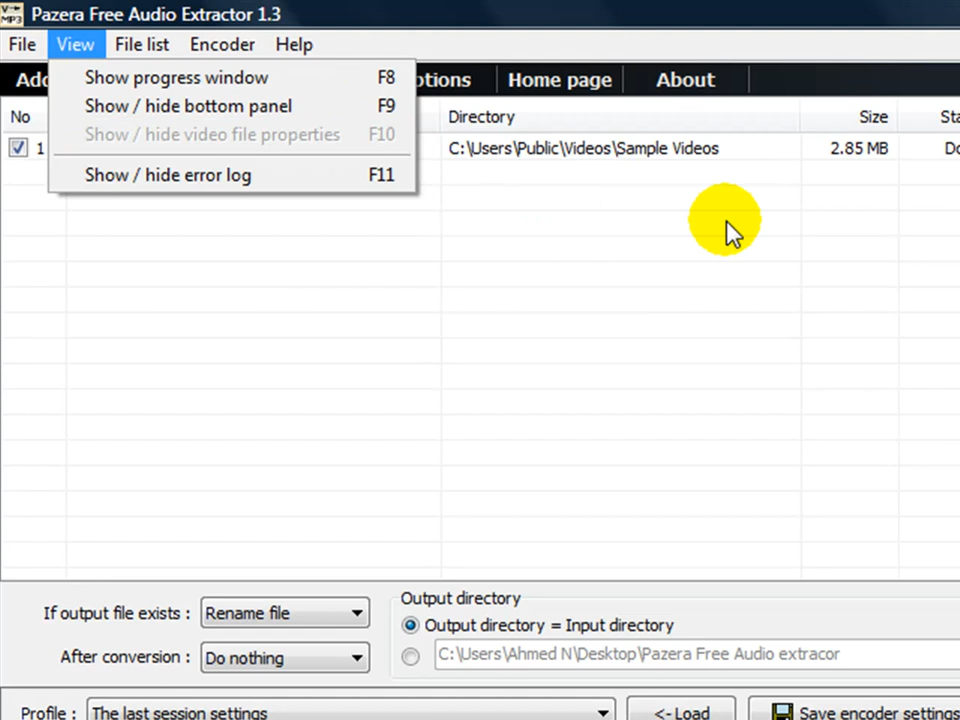 V MP3 Pazera Free Audio Extractor 1.3
File View File list Encoder Help
Show progress window F8
Show / hide bottom panel F9
Show / hide video file properties F10
Show / hide error log F11
Home page About
No Directory Size
1 C:\Users\Public\Videos\Sample Videos 2.85 MB
If output file exists : Rename file
After conversion : Do nothing
Output directory
Output directory = Input directory
C:\Users\Ahmed N\Desktop\Pazera Free Audio extracor
Profile : The last session settings <- Load Save encoder settings